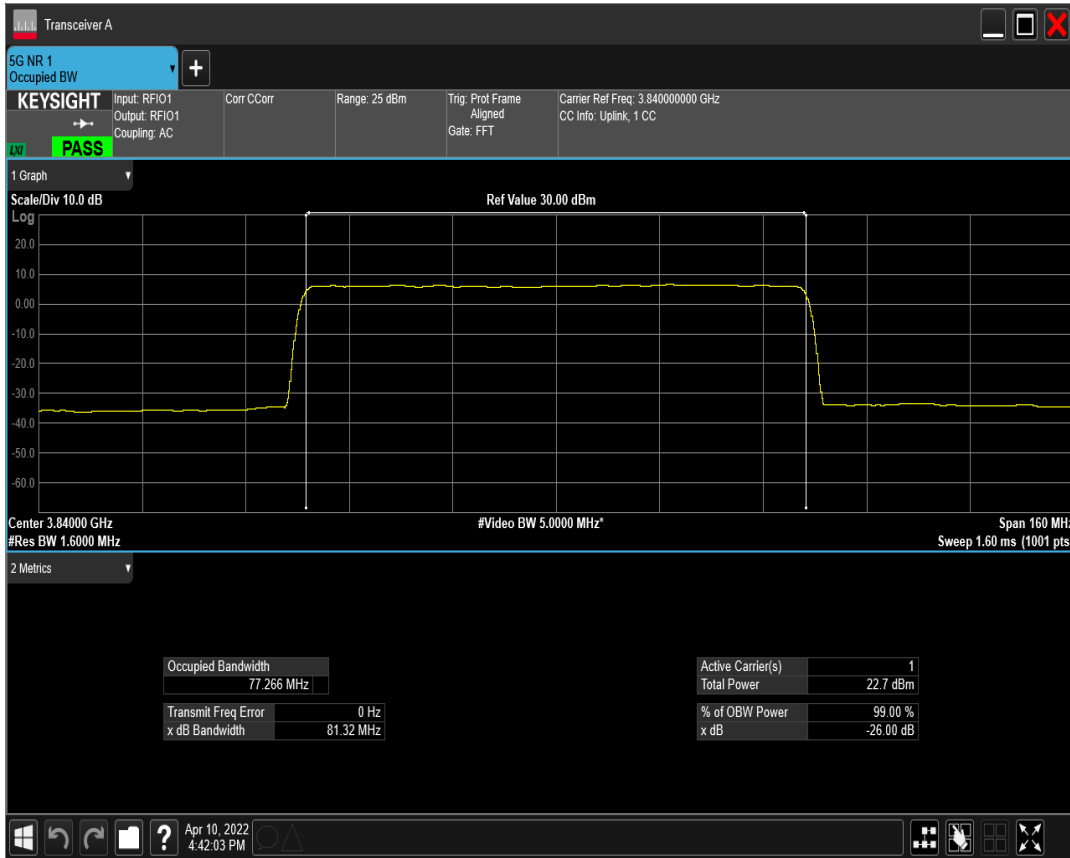 Transceiver A
5G NR 1
Occupied BW
KEYSIGHT
LXI
PASS
Input: RFIO1
Output: RFIO1
Coupling: AC
Corr CCorr
Range: 25 dBm
Trig: Prot Frame
Aligned
Gate: FFT
Carrier Ref Freq: 3.840000000 GHz
CC Info: Uplink, 1 CC
1 Graph
Scale/Div 10.0 dB
Ref Value 30.00 dBm
Log
20.0
10.0
0.00
-10.0
-20.0
-30.0
-40.0
-50.0
-60.0
Center 3.84000 GHz
#Video BW 5.0000 MHz*
Span 160 MHz
#Res BW 1.6000 MHz
Sweep 1.60 ms (1001 pts
2 Metrics
Occupied Bandwidth
77.266 MHz
Transmit Freq Error 0 Hz
x dB Bandwidth 81.32 MHz
Active Carrier(s) 1
Total Power 22.7 dBm
% of OBW Power 99.00 %
x dB -26.00 dB
?
Apr 10, 2022
4:42:03 PM